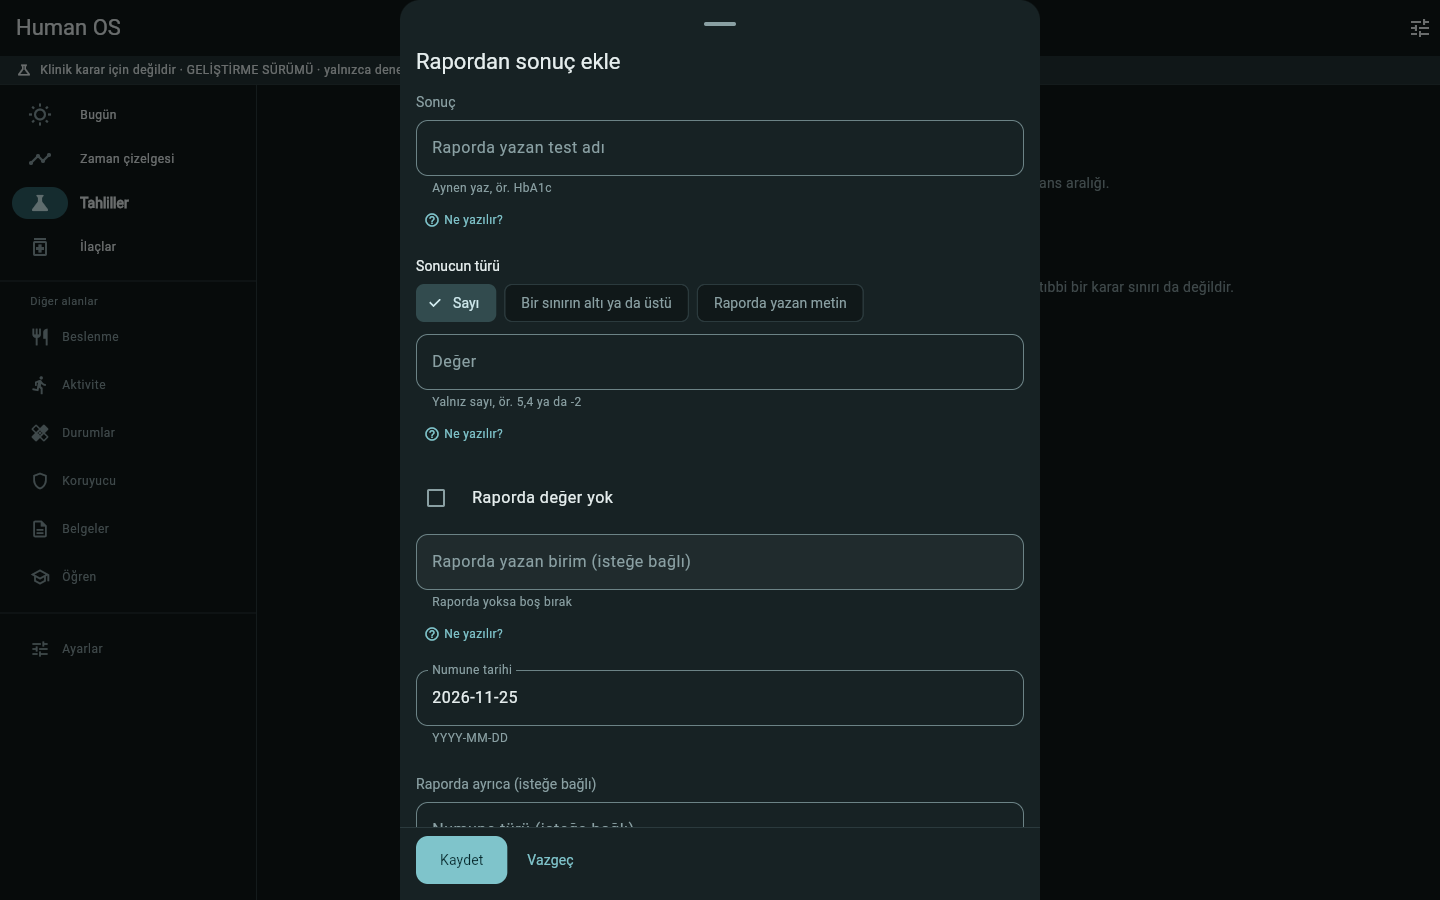 Human OS
Klinik karar için değildir · GELİŞTİRME SÜRÜMÜ · yalnızca dene
Bugün
Zaman çizelgesi
Tahliller
İlaçlar
Diğer alanlar
Beslenme
Aktivite
Durumlar
Koruyucu
Belgeler
Öğren
Ayarlar
Rapordan sonuç ekle
Sonuç
Raporda yazan test adı
Aynen yaz, ör. HbA1c
Ne yazılır?
Sonucun türü
Sayı
Bir sınırın altı ya da üstü
Raporda yazan metin
Değer
Yalnız sayı, ör. 5,4 ya da -2
Ne yazılır?
Raporda değer yok
Raporda yazan birim (isteğe bağlı)
Raporda yoksa boş bırak
Ne yazılır?
Numune tarihi
2026-11-25
YYYY-MM-DD
Raporda ayrıca (isteğe bağlı)
Numune türü (isteğe bağlı)
Kaydet
Vazgeç
ans aralığı.
tıbbi bir karar sınırı da değildir.